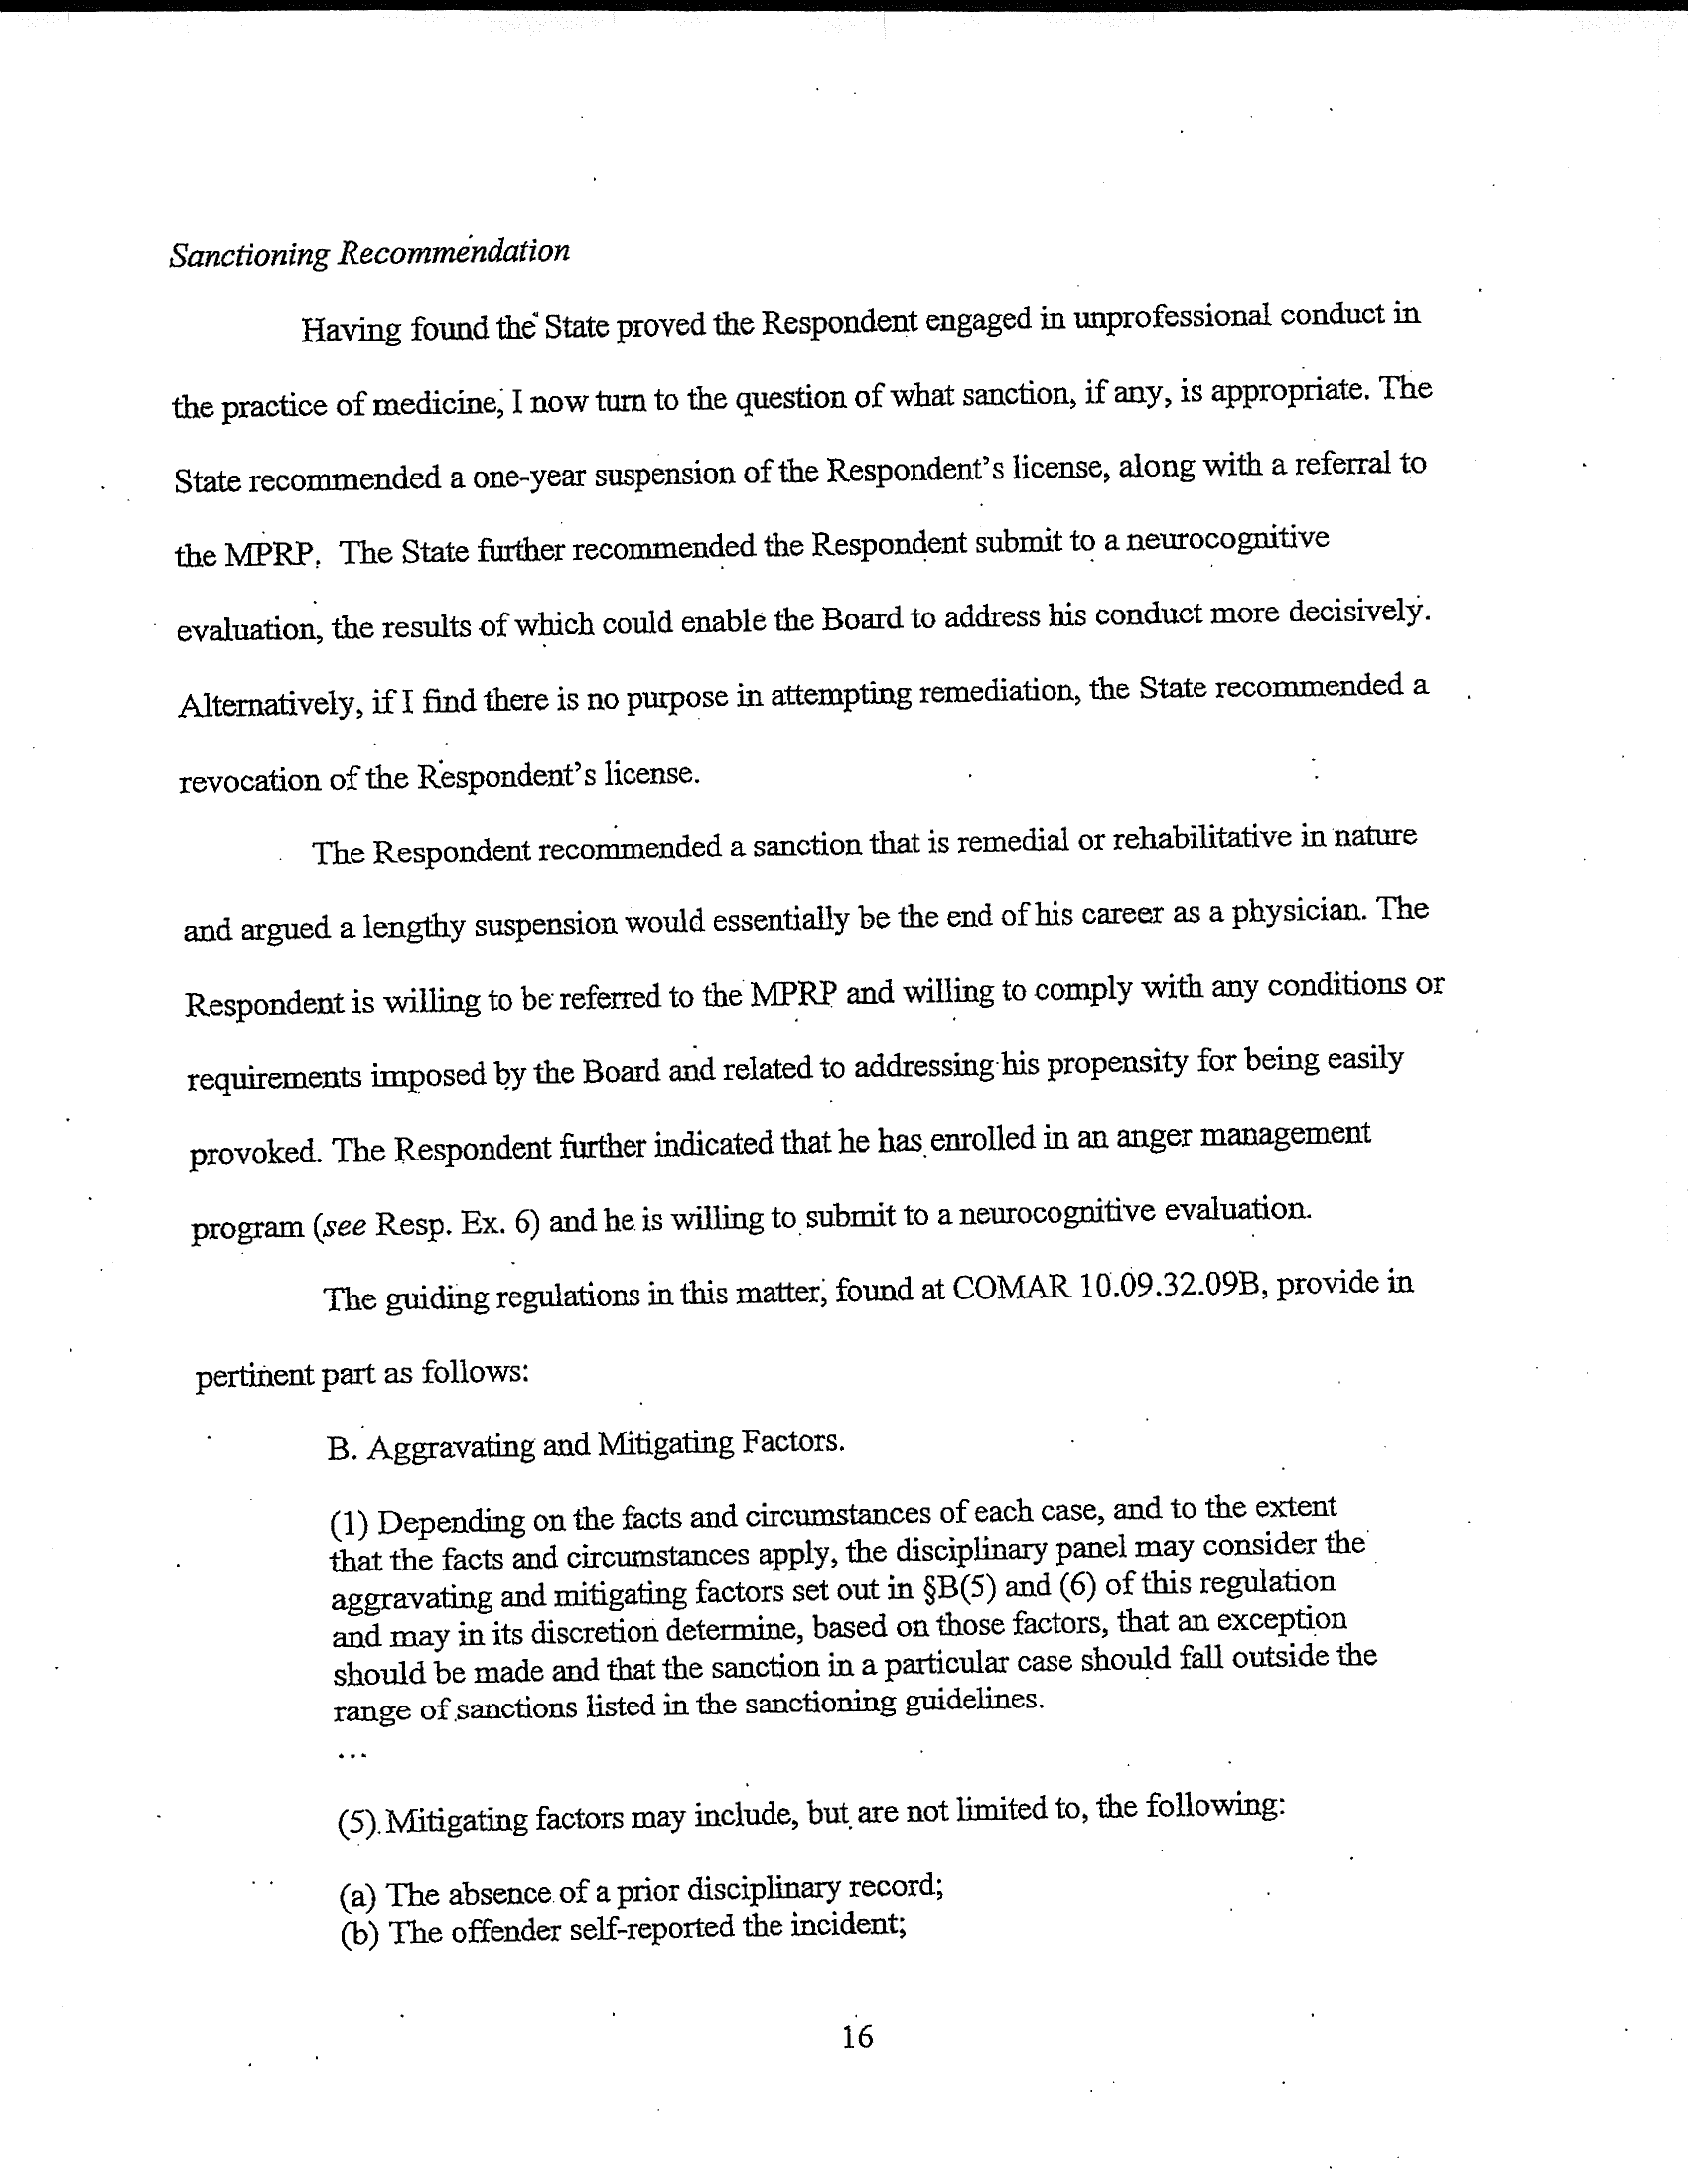 Sanctioning Recommendation
Having found the State proved the Respondent engaged in unprofessional conduct in
the practice of medicine, I now turn to the question of what sanction, if any, is appropriate. The
State recommended a one-year suspension of the Respondent's license, along with a referral to
the MPRP. The State further recommended the Respondent submit to a neurocognitive
evaluation, the results of which could enable the Board to address his conduct more decisively.
Alternatively, if I find there is no purpose in attempting remediation, the State recommended a
revocation of the Respondent's license.
The Respondent recommended a sanction that is remedial or rehabilitative in nature
and argued a lengthy suspension would essentially be the end of his career as a physician. The
Respondent is willing to be referred to the MPRP and willing to comply with any conditions or
requirements imposed by the Board and related to addressing his propensity for being easily
provoked. The Respondent further indicated that he has enrolled in an anger management
program (see Resp. Ex. 6) and he is willing to submit to a neurocognitive evaluation.
The guiding regulations in this matter, found at COMAR 10.09.32.09B, provide in
pertinent part as follows:
B. Aggravating and Mitigating Factors.
(1) Depending on the facts and circumstances of each case, and to the extent
that the facts and circumstances apply, the disciplinary panel may consider the
aggravating and mitigating factors set out in §B(5) and (6) of this regulation
and may in its discretion determine, based on those factors, that an exception
should be made and that the sanction in a particular case should fall outside the
range of sanctions listed in the sanctioning guidelines.
...
(5) Mitigating factors may include, but are not limited to, the following:
(a) The absence of a prior disciplinary record;
(b) The offender self-reported the incident;
16